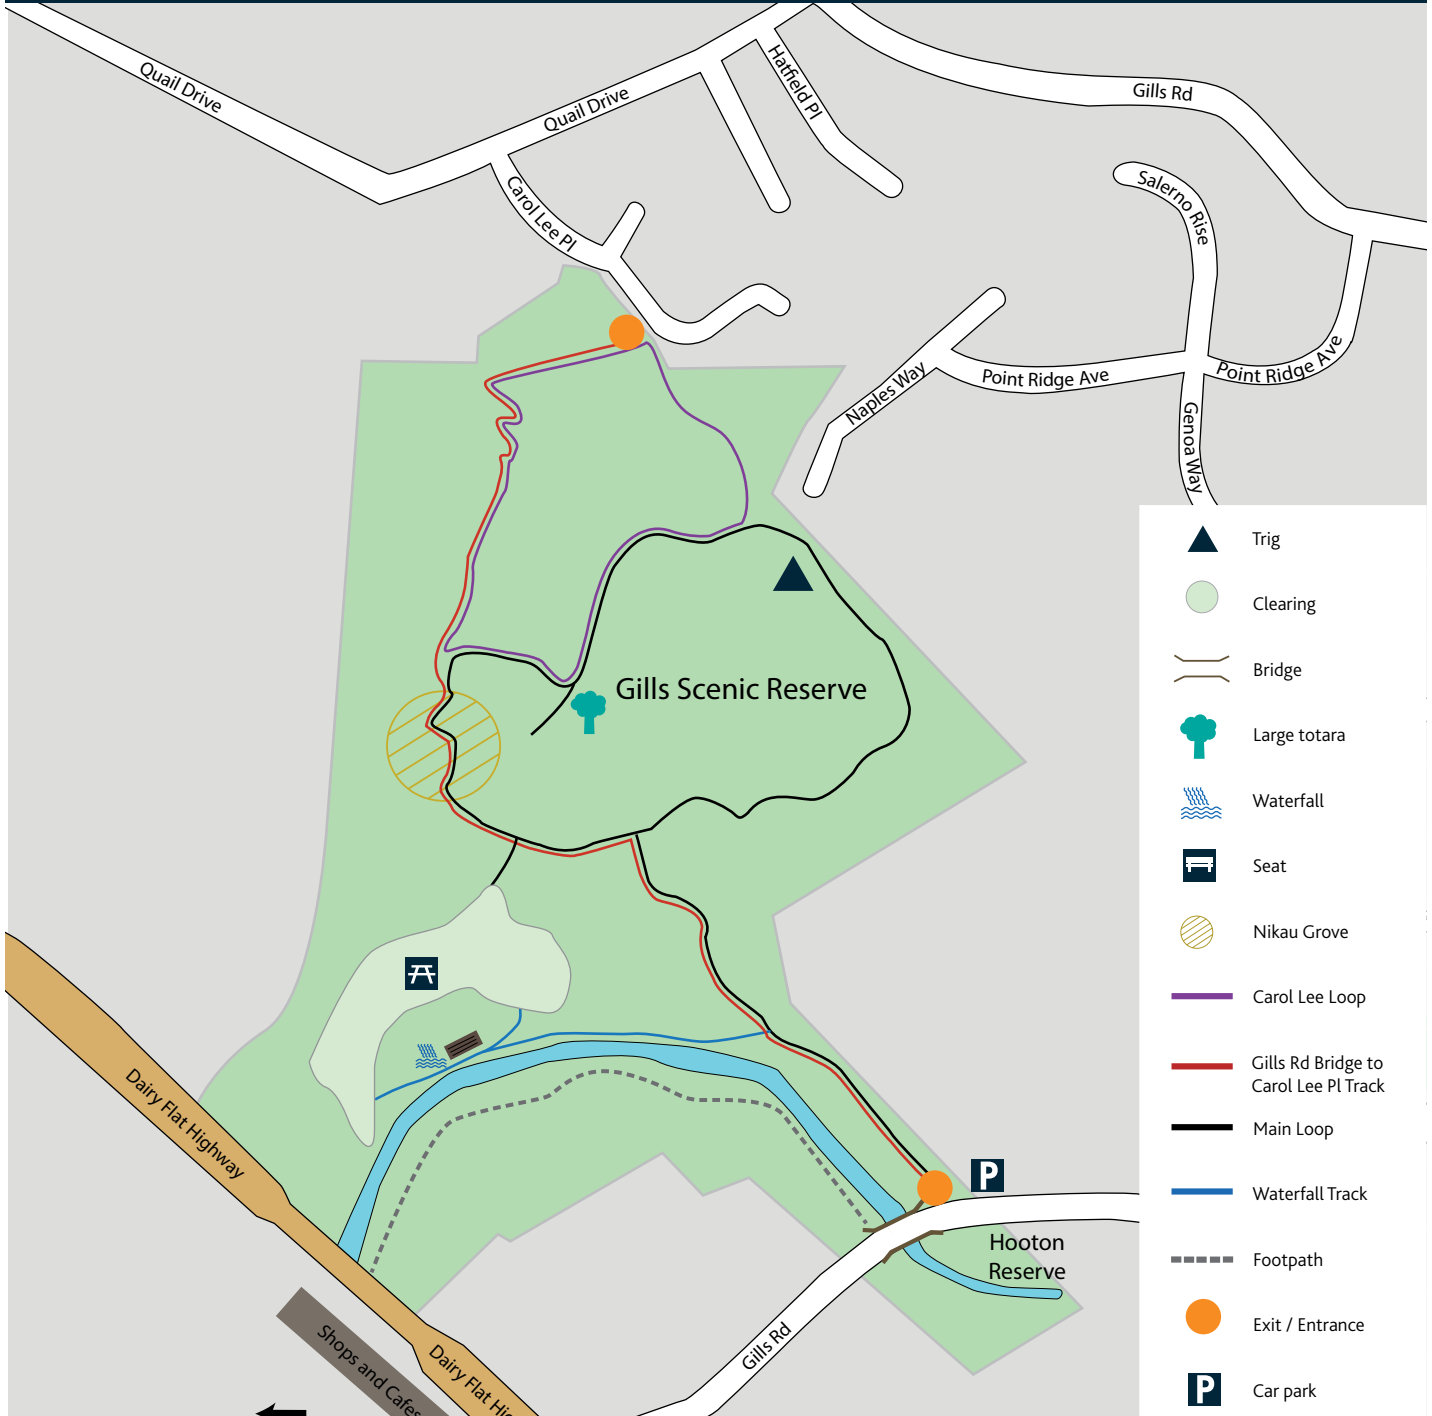 Quail Drive
Quail Drive
Hatfield Pl
Gills Rd
Carol Lee Pl
Salerno Rise
Naples Way
Point Ridge Ave
Point Ridge Ave
Genoa Way
Gills Scenic Reserve
Dairy Flat Highway
Hooton
Reserve
Gills Rd
Shops and Cafes
Dairy Flat
P
Trig
Clearing
Bridge
Large totara
Waterfall
Seat
Nikau Grove
Carol Lee Loop
Gills Rd Bridge to
Carol Lee Pl Track
Main Loop
Waterfall Track
Footpath
Exit / Entrance
P
Car park